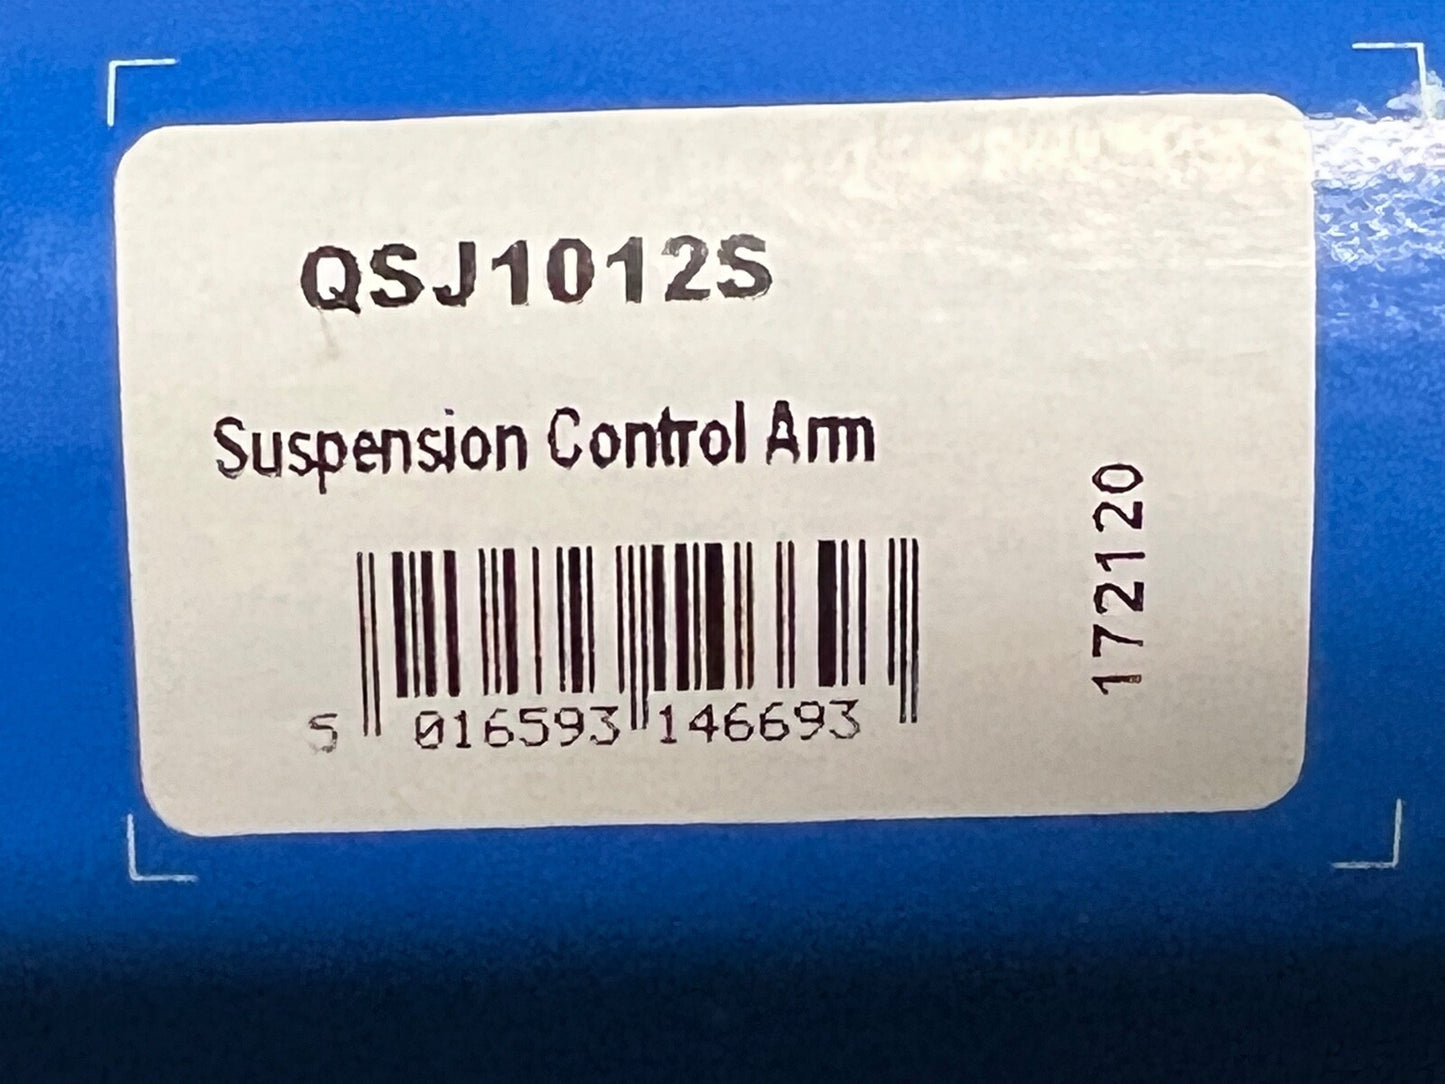 QSJ1012S
Suspension Control Arm
5 016593 146693
172120